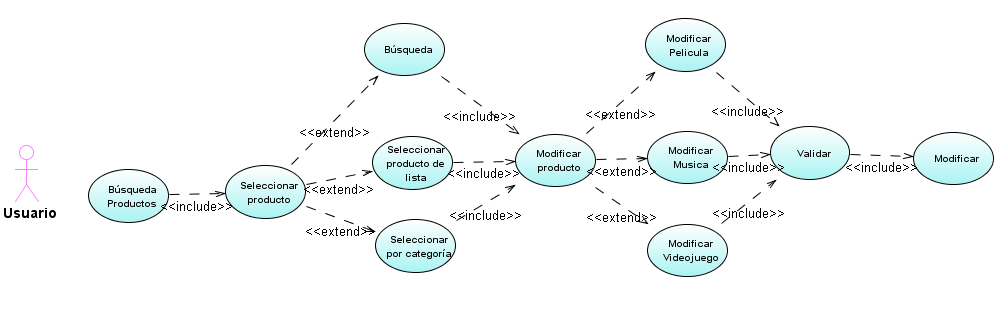 Usuario
Búsqueda
Productos
<<include>>
Seleccionar
producto
<<extend>>
<<extend>>
<<extend>>
Búsqueda
Seleccionar
producto de
lista
Seleccionar
por categoría
<<include>>
<<include>>
<<include>>
Modificar
producto
<<extend>>
<<extend>>
<<extend>>
Modificar
Pelicula
Modificar
Musica
Modificar
Videojuego
<<include>>
<<include>>
<<include>>
Validar
<<include>>
Modificar